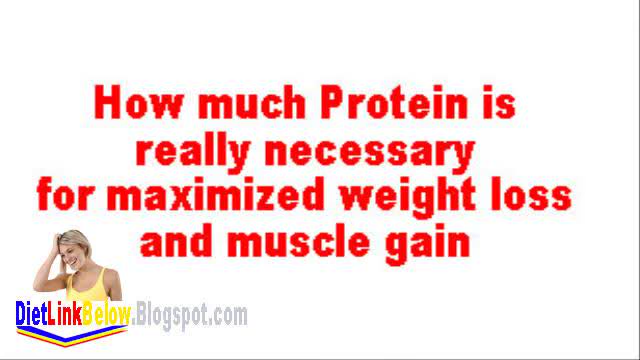 How much Protein is
really necessary
for maximized weight loss
and muscle gain
DietLinkBelow.Blogspot.com